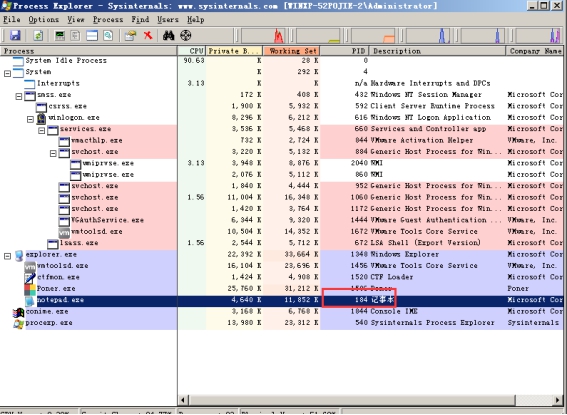 Process Explorer - Sysinternals: www.sysinternals.com [WINXP-52POJIE-2\Administrator]
File Options View Process Find Users Help
Process CPU Private B... Working Set PID Description Company Name
System Idle Process 90.63 K 28 K 0
System K 292 K 4
Interrupts 3.13 K K n/a Hardware Interrupts and DPCs
smss.exe 172 K 408 K 432 Windows NT Session Manager Microsoft Cor
csrss.exe 1,900 K 5,932 K 592 Client Server Runtime Process Microsoft Cor
winlogon.exe 8,296 K 6,212 K 616 Windows NT Logon Application Microsoft Cor
services.exe 3,536 K 5,468 K 660 Services and Controller app Microsoft Cor
vmacthlp.exe 732 K 2,724 K 844 VMware Activation Helper VMware, Inc.
svchost.exe 3,220 K 5,132 K 884 Generic Host Process for Win... Microsoft Cor
wmiprvse.exe 3.13 3,948 K 8,876 K 2040 WMI Microsoft Cor
wmiprvse.exe 2,076 K 5,112 K 860 WMI Microsoft Cor
svchost.exe 1,840 K 4,444 K 952 Generic Host Process for Win... Microsoft Cor
svchost.exe 1.56 11,004 K 16,348 K 1060 Generic Host Process for Win... Microsoft Cor
svchost.exe 1,420 K 3,764 K 1172 Generic Host Process for Win... Microsoft Cor
VGAuthService.exe 6,344 K 9,920 K 1444 VMware Guest Authentication ... VMware, Inc.
vmtoolsd.exe 10,504 K 14,352 K 1672 VMware Tools Core Service VMware, Inc.
lsass.exe 1.56 2,544 K 5,712 K 672 LSA Shell (Export Version) Microsoft Cor
explorer.exe 22,392 K 33,664 K 1348 Windows Explorer Microsoft Cor
vmtoolsd.exe 16,104 K 23,696 K 1456 VMware Tools Core Service VMware, Inc.
ctfmon.exe 1,424 K 4,908 K 1520 CTF Loader Microsoft Cor
Poner.exe 25,760 K 31,212 K Poner Poner
notepad.exe 4,640 K 11,852 K 184 记事本 Microsoft Cor
conime.exe 3,168 K 6,768 K 1844 Console IME Microsoft Cor
procexp.exe 13,980 K 23,312 K 540 Sysinternals Process Explorer Sysinternals